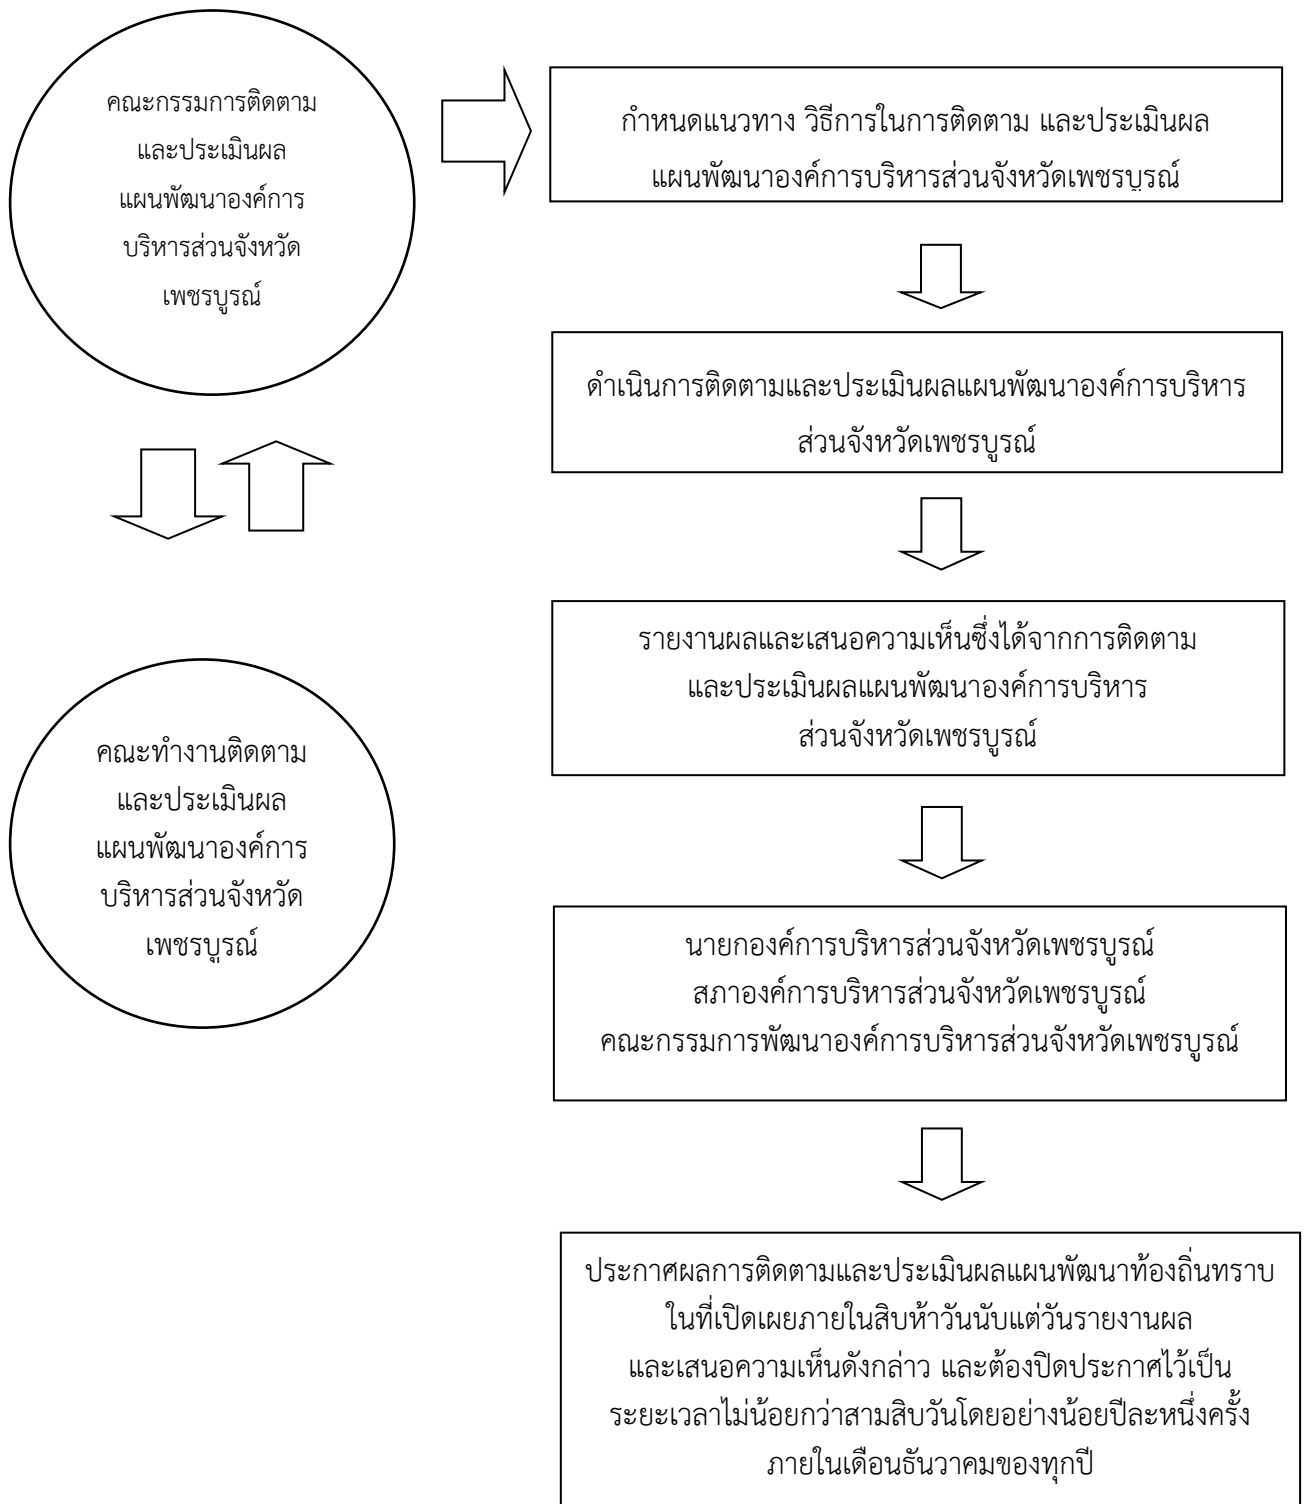 คณะกรรมการติดตาม
และประเมินผล
แผนพัฒนาองค์การ
บริหารส่วนจังหวัด
เพชรบูรณ์
กำหนดแนวทาง วิธีการในการติดตาม และประเมินผล
แผนพัฒนาองค์การบริหารส่วนจังหวัดเพชรบูรณ์
ดำเนินการติดตามและประเมินผลแผนพัฒนาองค์การบริหาร
ส่วนจังหวัดเพชรบูรณ์
รายงานผลและเสนอความเห็นซึ่งได้จากการติดตาม
และประเมินผลแผนพัฒนาองค์การบริหาร
ส่วนจังหวัดเพชรบูรณ์
คณะทำงานติดตาม
และประเมินผล
แผนพัฒนาองค์การ
บริหารส่วนจังหวัด
เพชรบูรณ์
นายกองค์การบริหารส่วนจังหวัดเพชรบูรณ์
สภาองค์การบริหารส่วนจังหวัดเพชรบูรณ์
คณะกรรมการพัฒนาองค์การบริหารส่วนจังหวัดเพชรบูรณ์
ประกาศผลการติดตามและประเมินผลแผนพัฒนาท้องถิ่นทราบ
ในที่เปิดเผยภายในสิบห้าวันนับแต่วันรายงานผล
และเสนอความเห็นดังกล่าว และต้องปิดประกาศไว้เป็น
ระยะเวลาไม่น้อยกว่าสามสิบวันโดยอย่างน้อยปีละหนึ่งครั้ง
ภายในเดือนธันวาคมของทุกปี